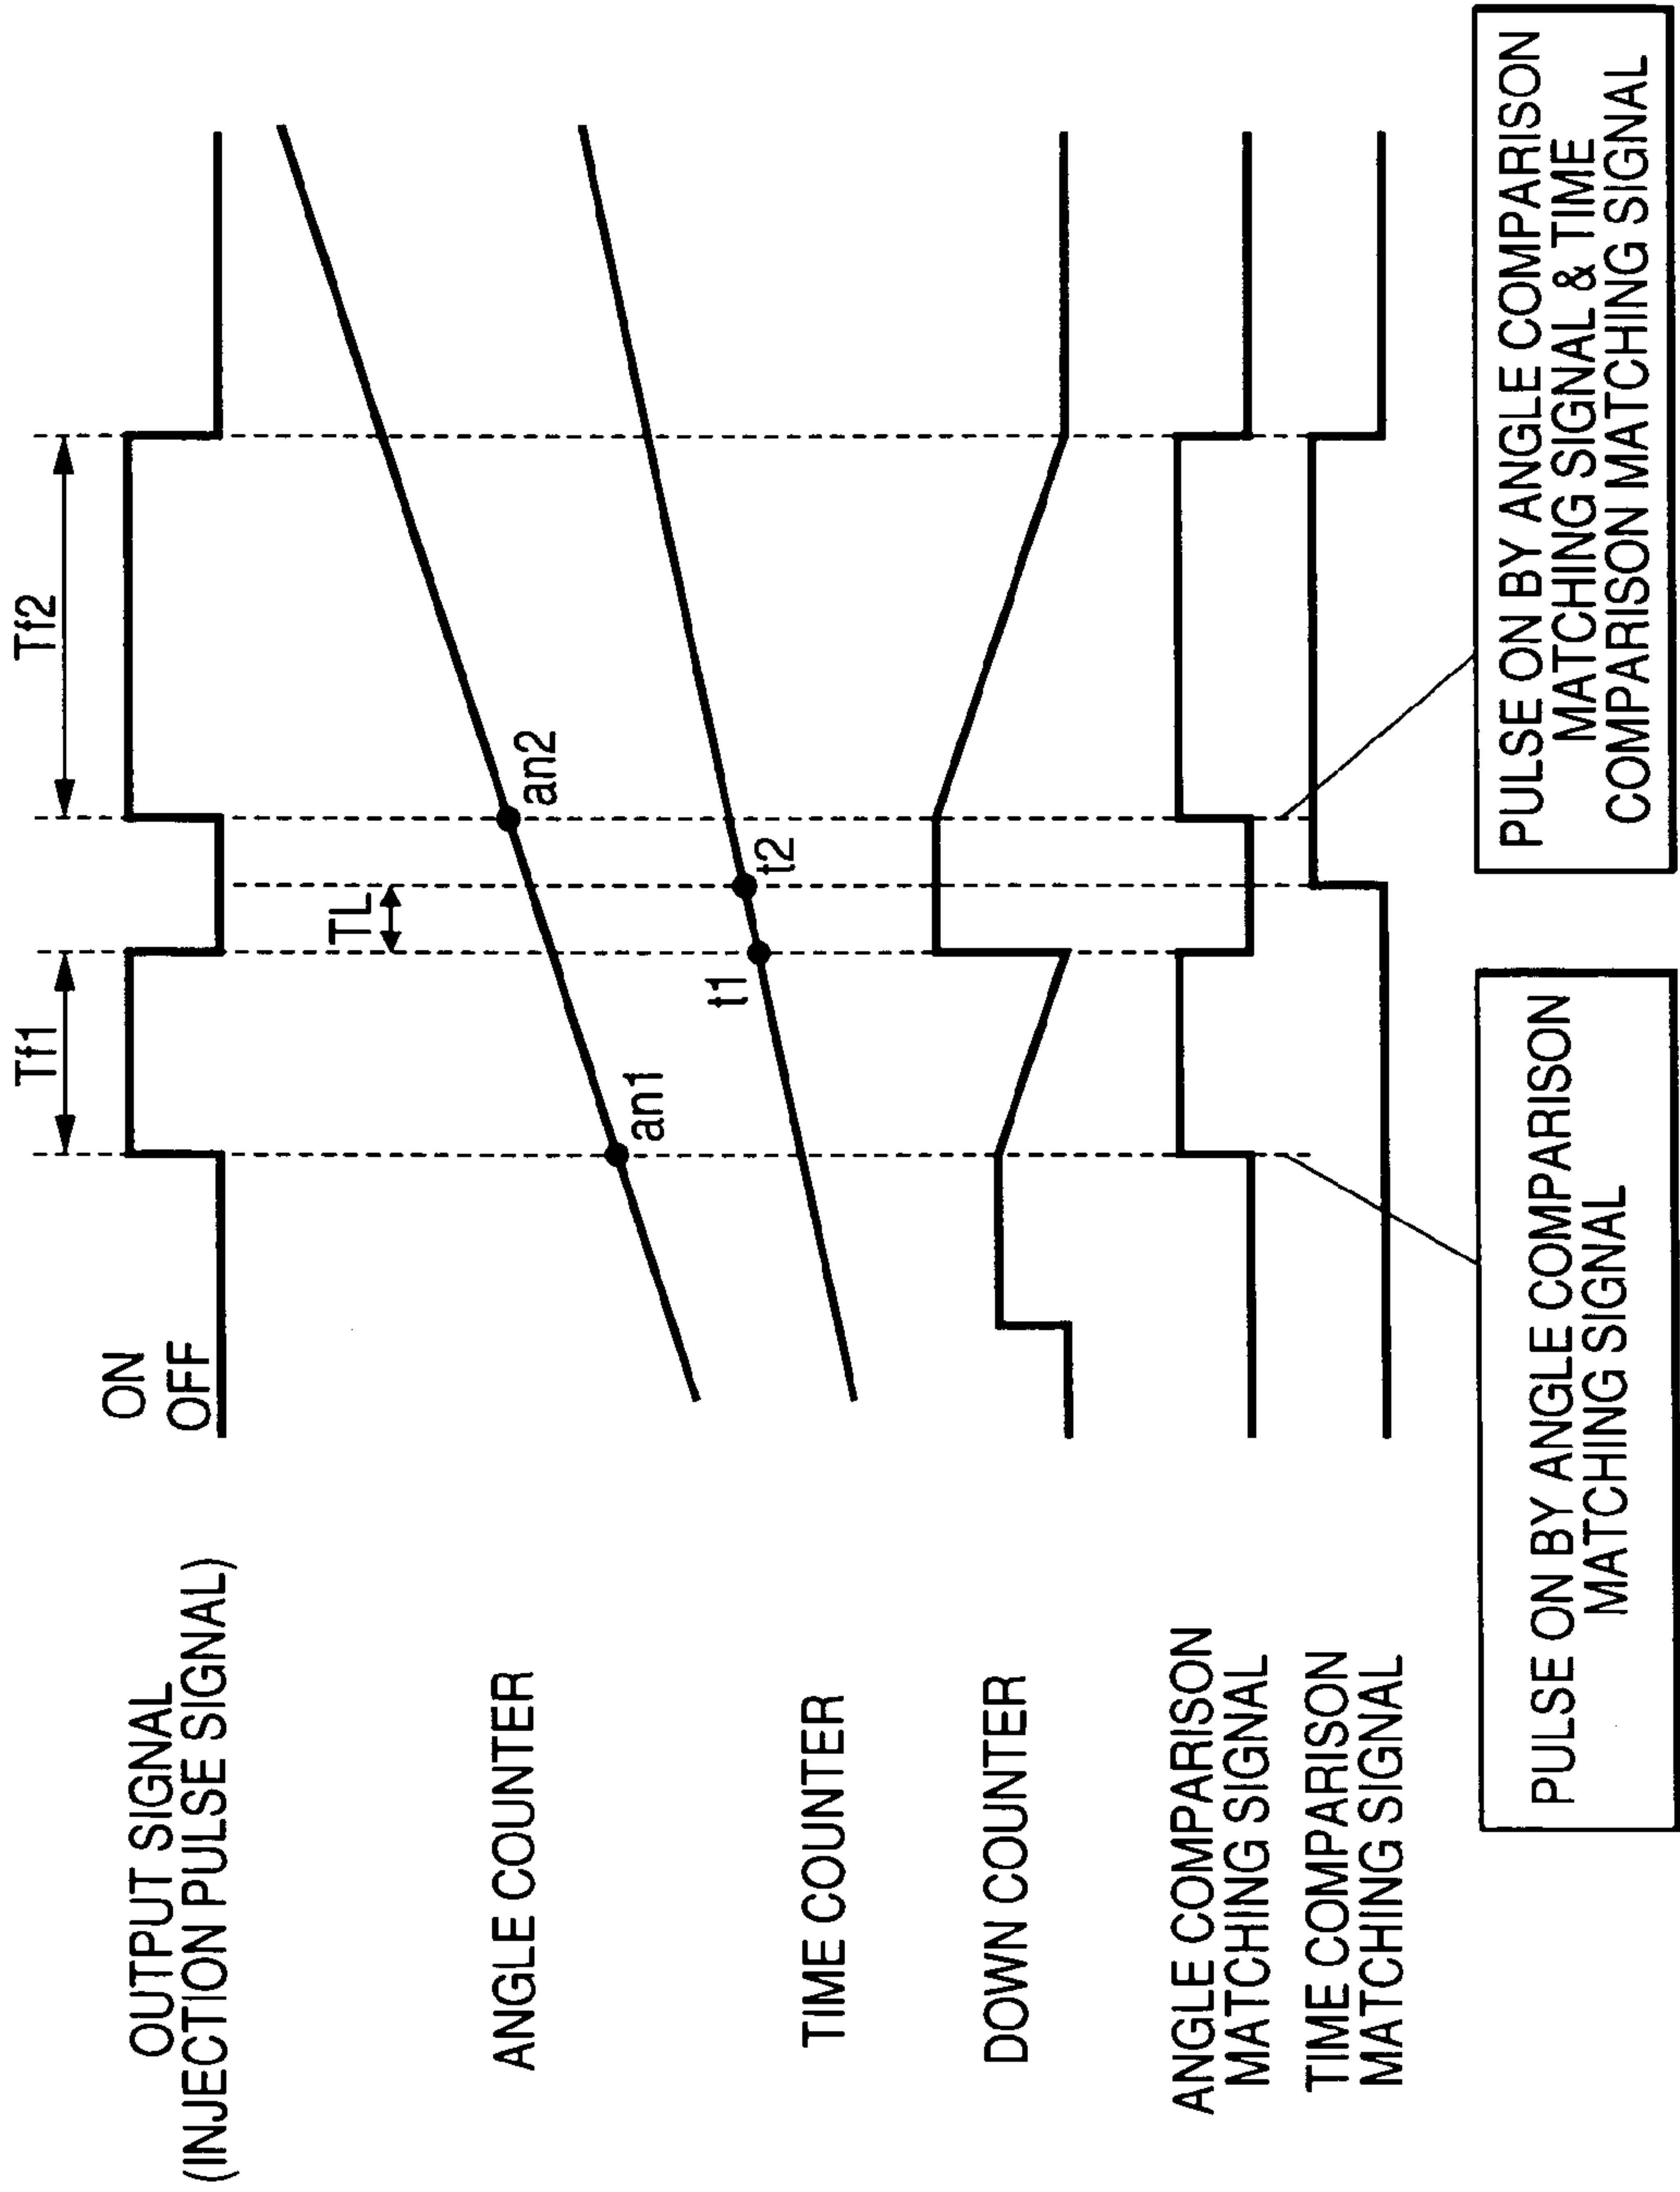 Tf1
Tf2
ON
OFF
OUTPUT SIGNAL
(INJECTION PULSE SIGNAL)
TL
ANGLE COUNTER
an1
an2
TIME COUNTER
t1
t2
DOWN COUNTER
ANGLE COMPARISON
MATCHING SIGNAL
TIME COMPARISON
MATCHING SIGNAL
PULSE ON BY ANGLE COMPARISON
MATCHING SIGNAL
PULSE ON BY ANGLE COMPARISON
MATCHING SIGNAL & TIME
COMPARISON MATCHING SIGNAL